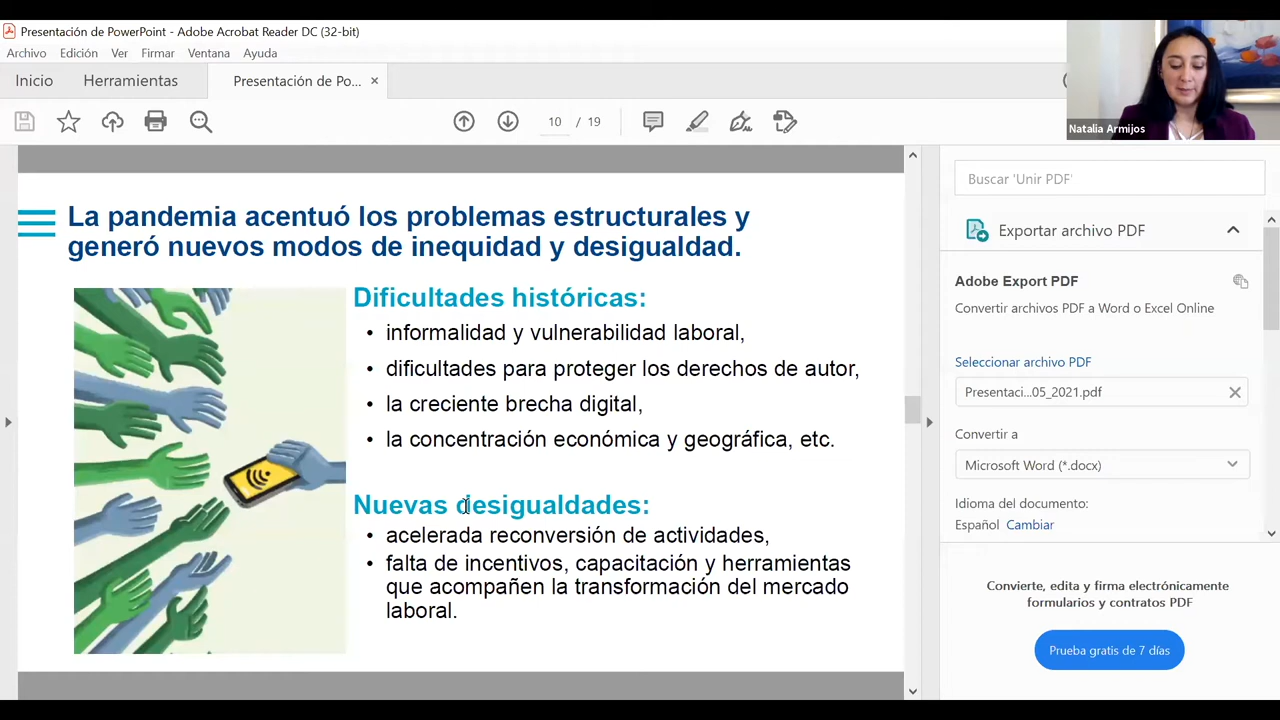 Presentación de PowerPoint - Adobe Acrobat Reader DC (32-bit)
Archivo Edición Ver Firmar Ventana Ayuda
Inicio Herramientas Presentación de Po... ×
10 / 19
Natalia Armijos
La pandemia acentuó los problemas estructurales y
generó nuevos modos de inequidad y desigualdad.
Dificultades históricas:
• informalidad y vulnerabilidad laboral,
• dificultades para proteger los derechos de autor,
• la creciente brecha digital,
• la concentración económica y geográfica, etc.
Nuevas desigualdades:
• acelerada reconversión de actividades,
• falta de incentivos, capacitación y herramientas
que acompañen la transformación del mercado
laboral.
Buscar 'Unir PDF'
Exportar archivo PDF
Adobe Export PDF
Convertir archivos PDF a Word o Excel Online
Seleccionar archivo PDF
Presentaci...05_2021.pdf
Convertir a
Microsoft Word (*.docx)
Idioma del documento:
Español Cambiar
Convierte, edita y firma electrónicamente
formularios y contratos PDF
Prueba gratis de 7 días